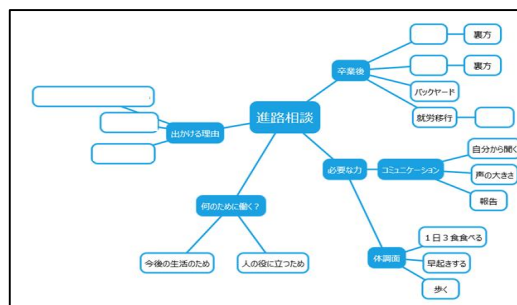 進路相談
卒業後
裏方
裏方
バックヤード
就労移行
必要な力
コミュニケーション
自分から聞く
声の大きさ
報告
体調面
1日3食食べる
早起きする
歩く
何のために働く?
今後の生活のため
人の役に立つため
出かける理由